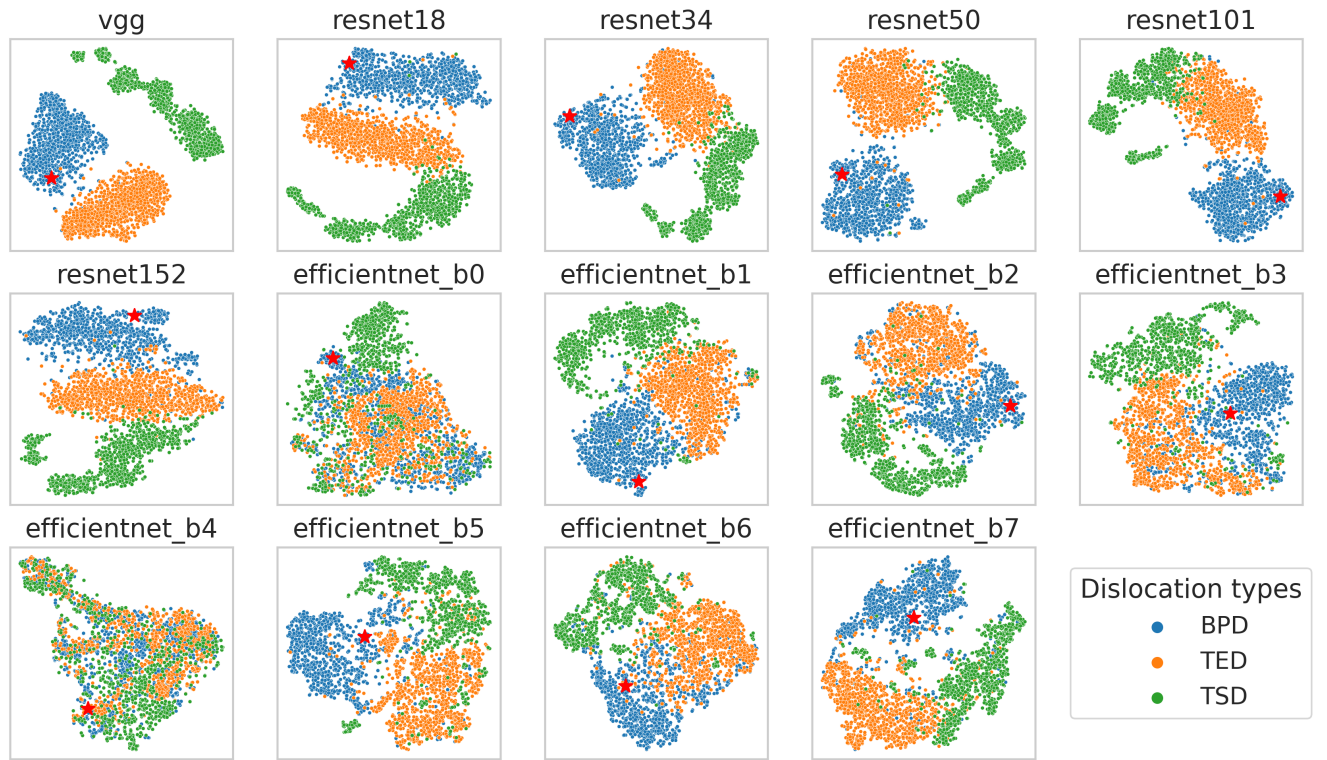 vgg
resnet18
resnet34
resnet50
resnet101
resnet152
efficientnet_b0
efficientnet_b1
efficientnet_b2
efficientnet_b3
efficientnet_b4
efficientnet_b5
efficientnet_b6
efficientnet_b7
Dislocation types
BPD
TED
TSD